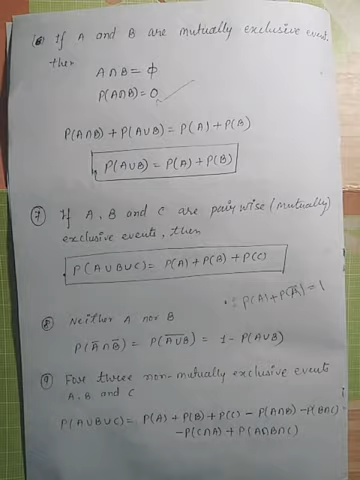 (6) If A and B are mutually exclusive event.
then
A∩B = ϕ
P(A∩B) = 0
P(A∩B) + P(A∪B) = P(A) + P(B)
P(A∪B) = P(A) + P(B)
(7) If A, B and C are pairwise (mutually)
exclusive events, then
P(A∪B∪C) = P(A) + P(B) + P(C)
∵ P(A) + P(A̅) = 1
(8) Neither A nor B
P(A̅∩B̅) = P(A̅∪̅B̅) = 1 - P(A∪B)
(9) For three non-mutually exclusive events
A, B, and C
P(A∪B∪C) = P(A) + P(B) + P(C) - P(A∩B) - P(B∩C)
- P(C∩A) + P(A∩B∩C)